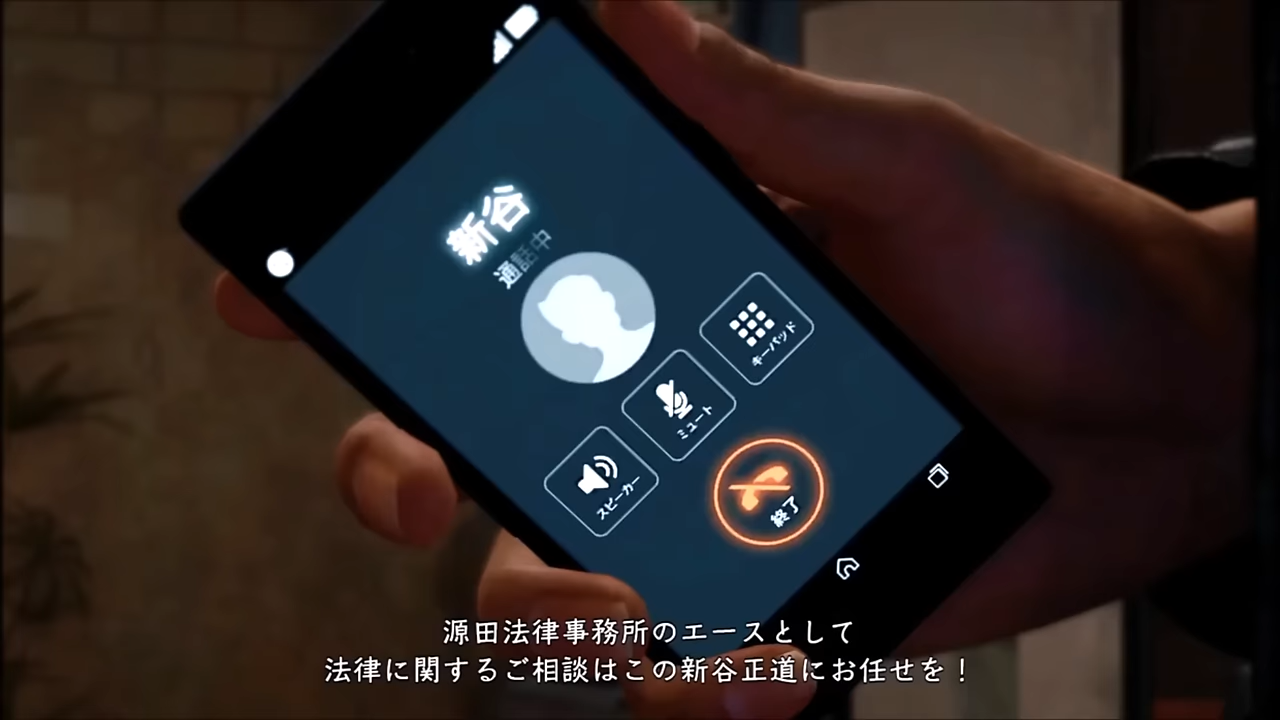 新谷
通話中
キーパッド
ミュート
スピーカー
終了
源田法律事務所のエースとして
法律に関するご相談はこの新谷正道にお任せを！